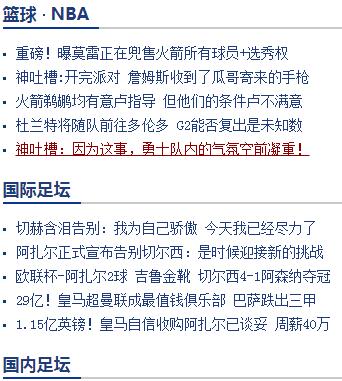 篮球 · NBA
重磅！曝莫雷正在兜售火箭所有球员+选秀权
神吐槽:开完派对 詹姆斯收到了瓜哥寄来的手枪
火箭鹈鹕均有意卢指导 但他们的条件卢不满意
杜兰特将随队前往多伦多 G2能否复出是未知数
神吐槽：因为这事，勇士队内的气氛空前凝重！
国际足坛
切赫含泪告别：我为自己骄傲 今天我已经尽力了
阿扎尔正式宣布告别切尔西：是时候迎接新的挑战
欧联杯-阿扎尔2球 吉鲁金靴 切尔西4-1阿森纳夺冠
29亿！皇马超曼联成最值钱俱乐部 巴萨跌出三甲
1.15亿英镑！皇马自信收购阿扎尔已谈妥 周薪40万
国内足坛